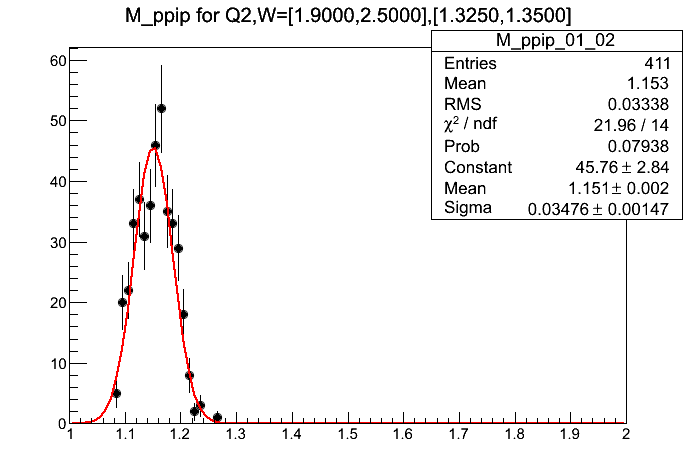 M_ppip for Q2,W=[1.9000,2.5000],[1.3250,1.3500]
M_ppip_01_02
Entries 411
Mean 1.153
RMS 0.03338
χ² / ndf 21.96 / 14
Prob 0.07938
Constant 45.76 ± 2.84
Mean 1.151± 0.002
Sigma 0.03476 ± 0.00147
60
50
40
30
20
10
0
1 1.1 1.2 1.3 1.4 1.5 1.6 1.7 1.8 1.9 2